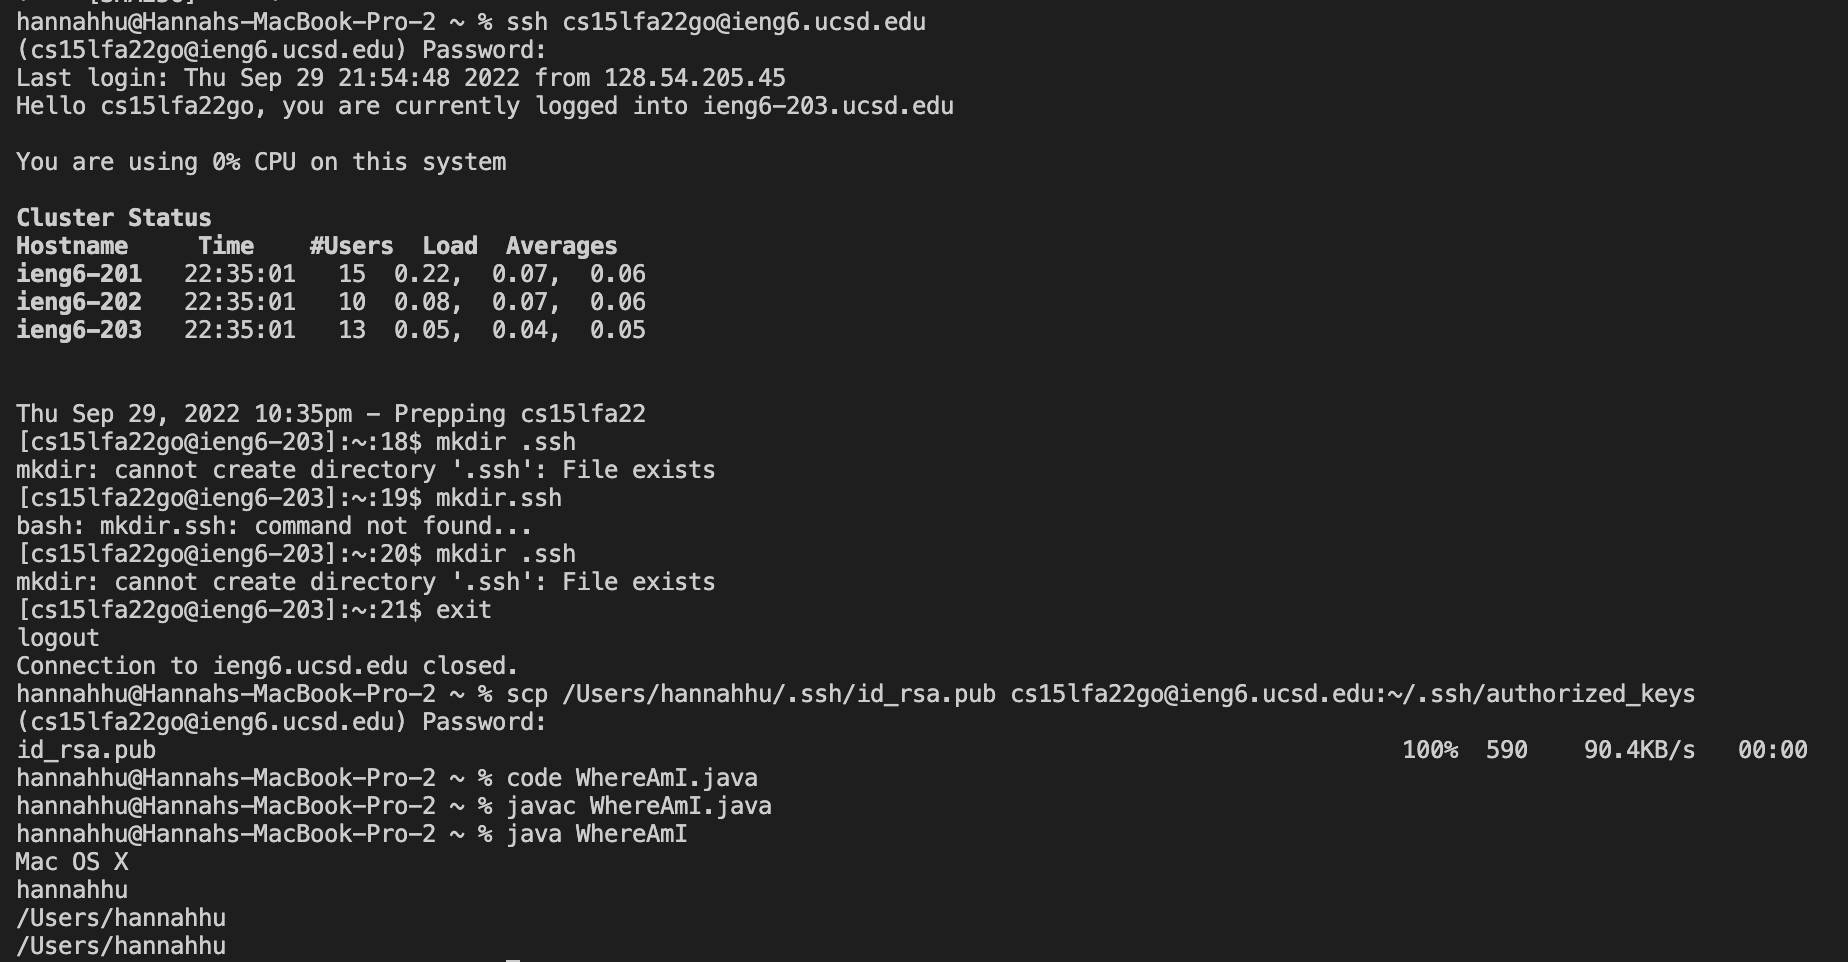 hannahhu@Hannahs-MacBook-Pro-2 ~ % ssh cs15lfa22go@ieng6.ucsd.edu
(cs15lfa22go@ieng6.ucsd.edu) Password:
Last login: Thu Sep 29 21:54:48 2022 from 128.54.205.45
Hello cs15lfa22go, you are currently logged into ieng6-203.ucsd.edu

You are using 0% CPU on this system

Cluster Status
Hostname     Time    #Users  Load  Averages
ieng6-201   22:35:01   15  0.22,  0.07,  0.06
ieng6-202   22:35:01   10  0.08,  0.07,  0.06
ieng6-203   22:35:01   13  0.05,  0.04,  0.05

Thu Sep 29, 2022 10:35pm - Prepping cs15lfa22
[cs15lfa22go@ieng6-203]:~:18$ mkdir .ssh
mkdir: cannot create directory '.ssh': File exists
[cs15lfa22go@ieng6-203]:~:19$ mkdir.ssh
bash: mkdir.ssh: command not found...
[cs15lfa22go@ieng6-203]:~:20$ mkdir .ssh
mkdir: cannot create directory '.ssh': File exists
[cs15lfa22go@ieng6-203]:~:21$ exit
logout
Connection to ieng6.ucsd.edu closed.
hannahhu@Hannahs-MacBook-Pro-2 ~ % scp /Users/hannahhu/.ssh/id_rsa.pub cs15lfa22go@ieng6.ucsd.edu:~/.ssh/authorized_keys
(cs15lfa22go@ieng6.ucsd.edu) Password:
id_rsa.pub 100% 590 90.4KB/s 00:00
hannahhu@Hannahs-MacBook-Pro-2 ~ % code WhereAmI.java
hannahhu@Hannahs-MacBook-Pro-2 ~ % javac WhereAmI.java
hannahhu@Hannahs-MacBook-Pro-2 ~ % java WhereAmI
Mac OS X
hannahhu
/Users/hannahhu
/Users/hannahhu